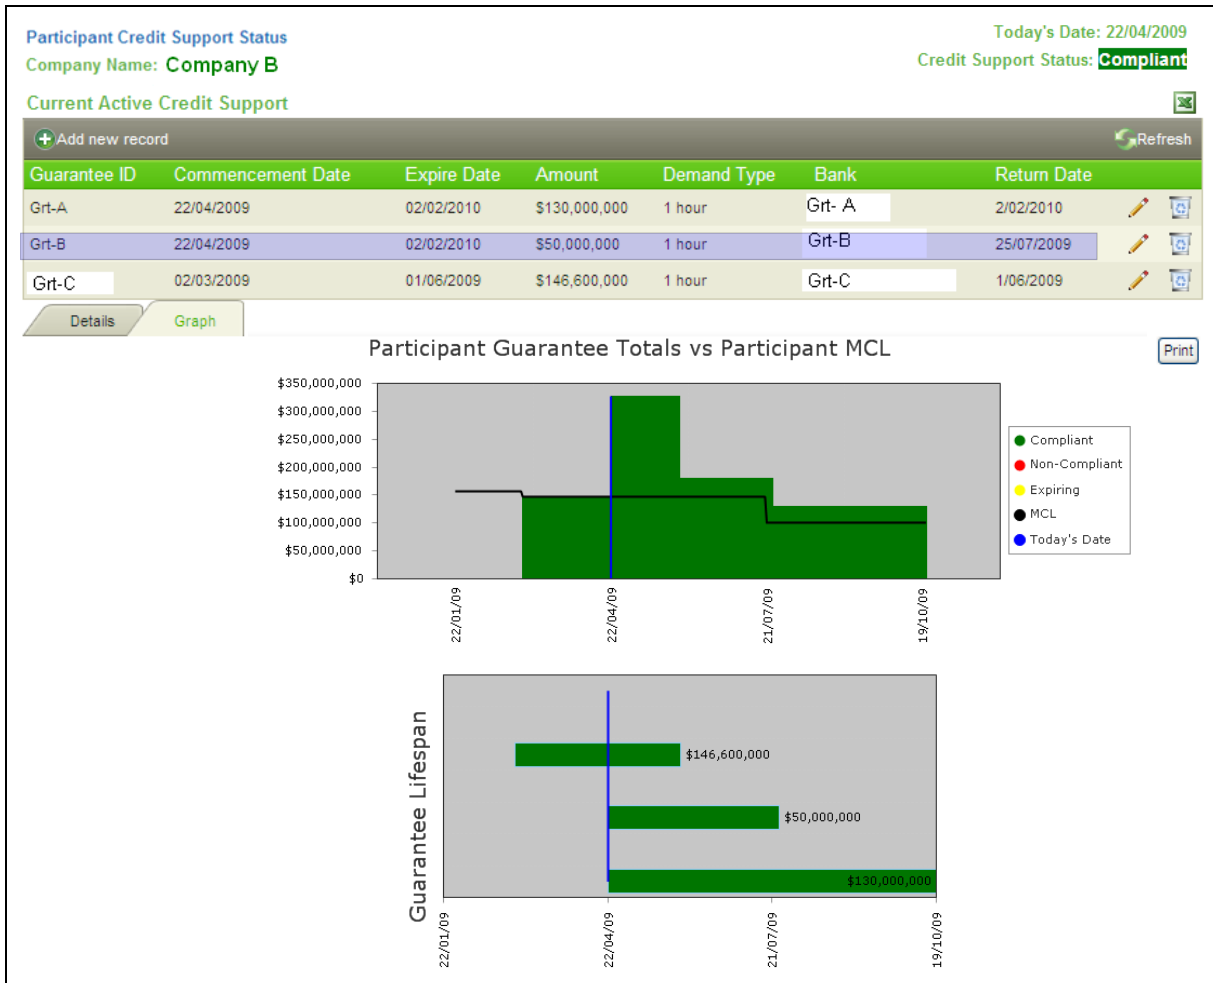 Participant Credit Support Status
Today's Date: 22/04/2009
Company Name: Company B
Credit Support Status: Compliant
Current Active Credit Support
Add new record Refresh
Guarantee ID Commencement Date Expire Date Amount Demand Type Bank Return Date
Grt-A 22/04/2009 02/02/2010 $130,000,000 1 hour Grt- A 2/02/2010
Grt-B 22/04/2009 02/02/2010 $50,000,000 1 hour Grt-B 25/07/2009
Grt-C 02/03/2009 01/06/2009 $146,600,000 1 hour Grt-C 1/06/2009
Details Graph
Participant Guarantee Totals vs Participant MCL
Print
$350,000,000
$300,000,000
$250,000,000
$200,000,000
$150,000,000
$100,000,000
$50,000,000
$0
22/01/09
22/04/09
21/07/09
19/10/09
Compliant
Non-Compliant
Expiring
MCL
Today's Date
Guarantee Lifespan
$146,600,000
$50,000,000
$130,000,000
22/01/09
22/04/09
21/07/09
19/10/09